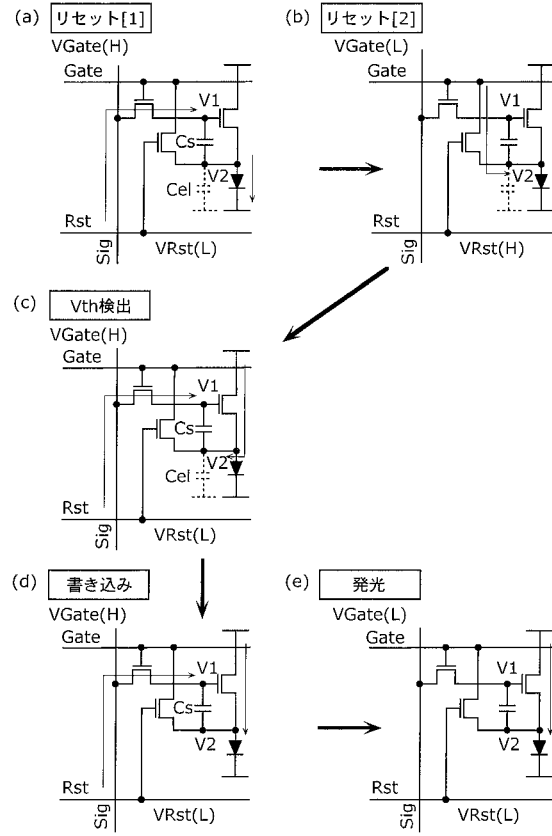 (a) リセット[1]
VGate(H)
Gate
V1
Cs
V2
Cel
Rst
Sig
VRst(L)
(b) リセット[2]
VGate(L)
V1
Cs
V2
Cel
Sig
VRst(H)
(c) Vth検出
VGate(H)
Gate
V1
Cs
V2
Cel
Rst
Sig
VRst(L)
(d) 書き込み
VGate(H)
Gate
V1
Cs
V2
Rst
Sig
VRst(L)
(e) 発光
VGate(L)
Gate
V1
Cs
V2
Rst
Sig
VRst(L)